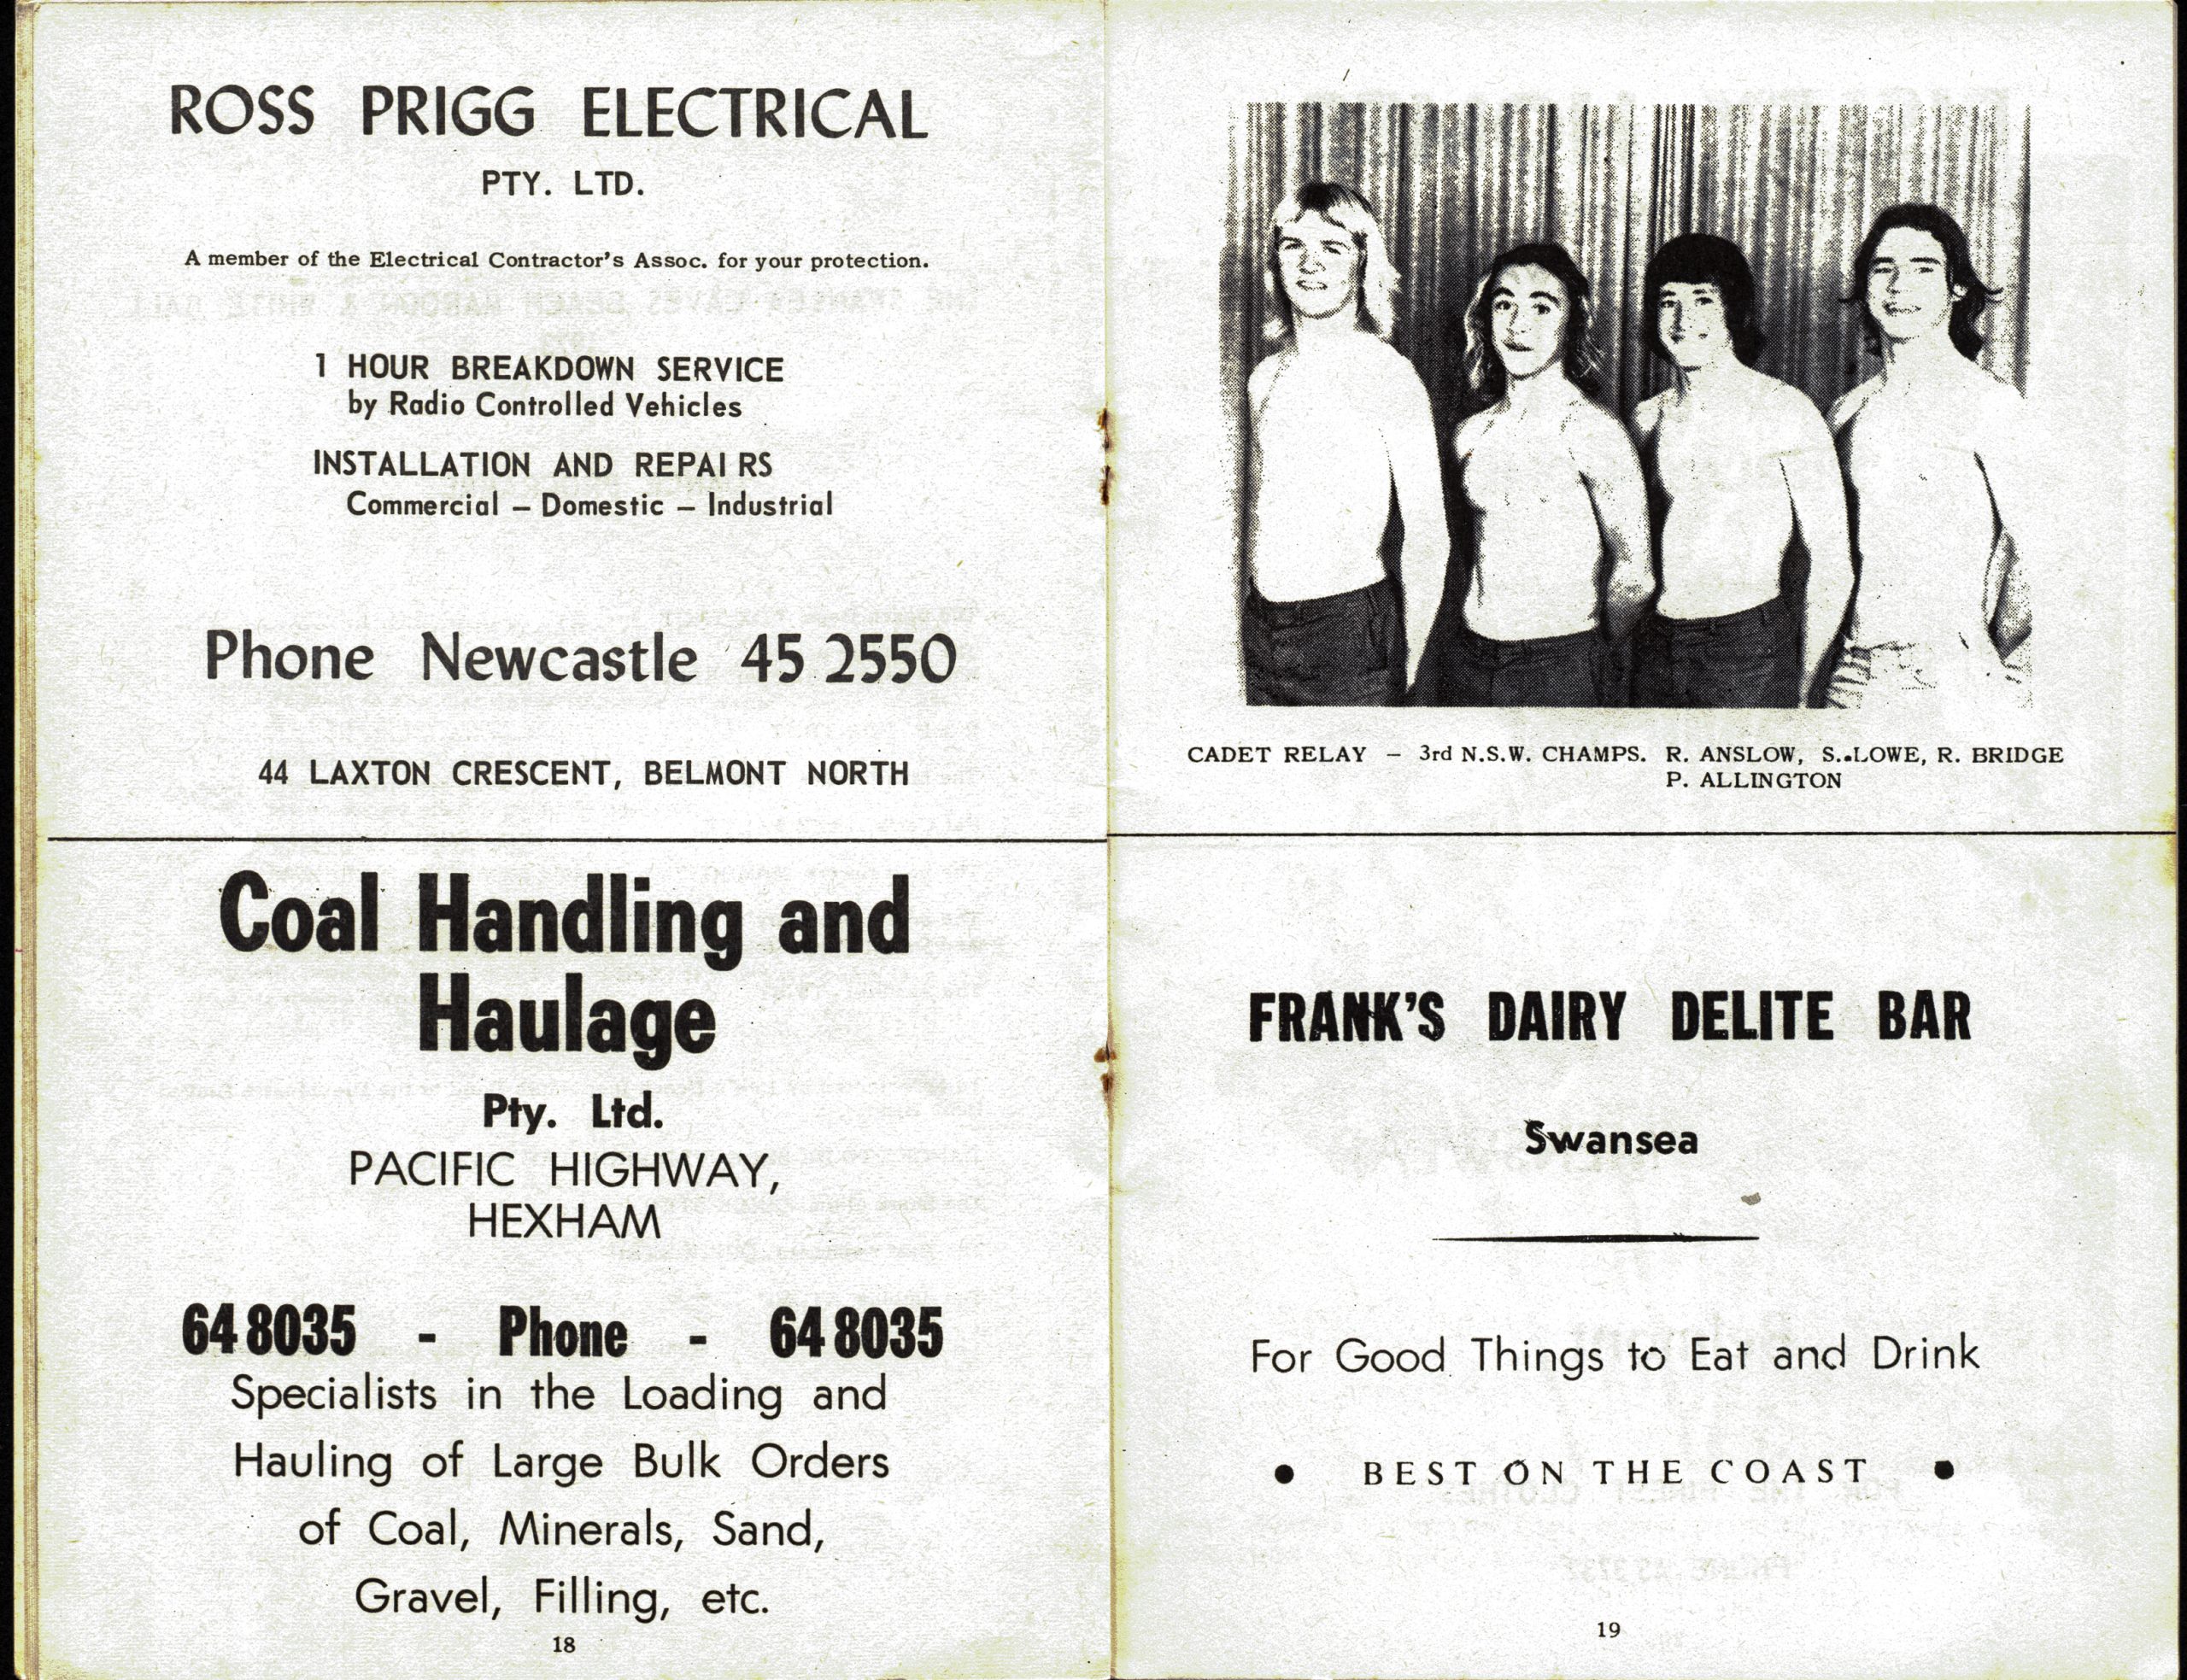 ROSS PRIGG ELECTRICAL
PTY. LTD.
A member of the Electrical Contractor's Assoc. for your protection.
1 HOUR BREAKDOWN SERVICE
by Radio Controlled Vehicles
INSTALLATION AND REPAIRS
Commercial – Domestic – Industrial
Phone Newcastle 45 2550
44 LAXTON CRESCENT, BELMONT NORTH
Coal Handling and
Haulage
Pty. Ltd.
PACIFIC HIGHWAY,
HEXHAM
64 8035 - Phone - 64 8035
Specialists in the Loading and
Hauling of Large Bulk Orders
of Coal, Minerals, Sand,
Gravel, Filling, etc.
18
CADET RELAY – 3rd N.S.W. CHAMPS. R. ANSLOW, S..LOWE, R. BRIDGE
P. ALLINGTON
FRANK'S DAIRY DELITE BAR
Swansea
For Good Things to Eat and Drink
• BEST ON THE COAST •
19